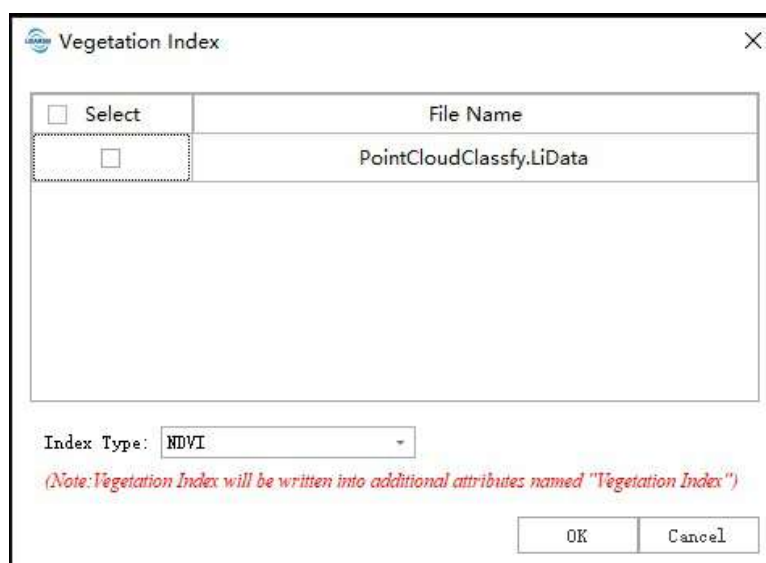 Vegetation Index
Select File Name
PointCloudClassfy.LiData
Index Type: NDVI
(Note:Vegetation Index will be written into additional attributes named "Vegetation Index")
OK Cancel